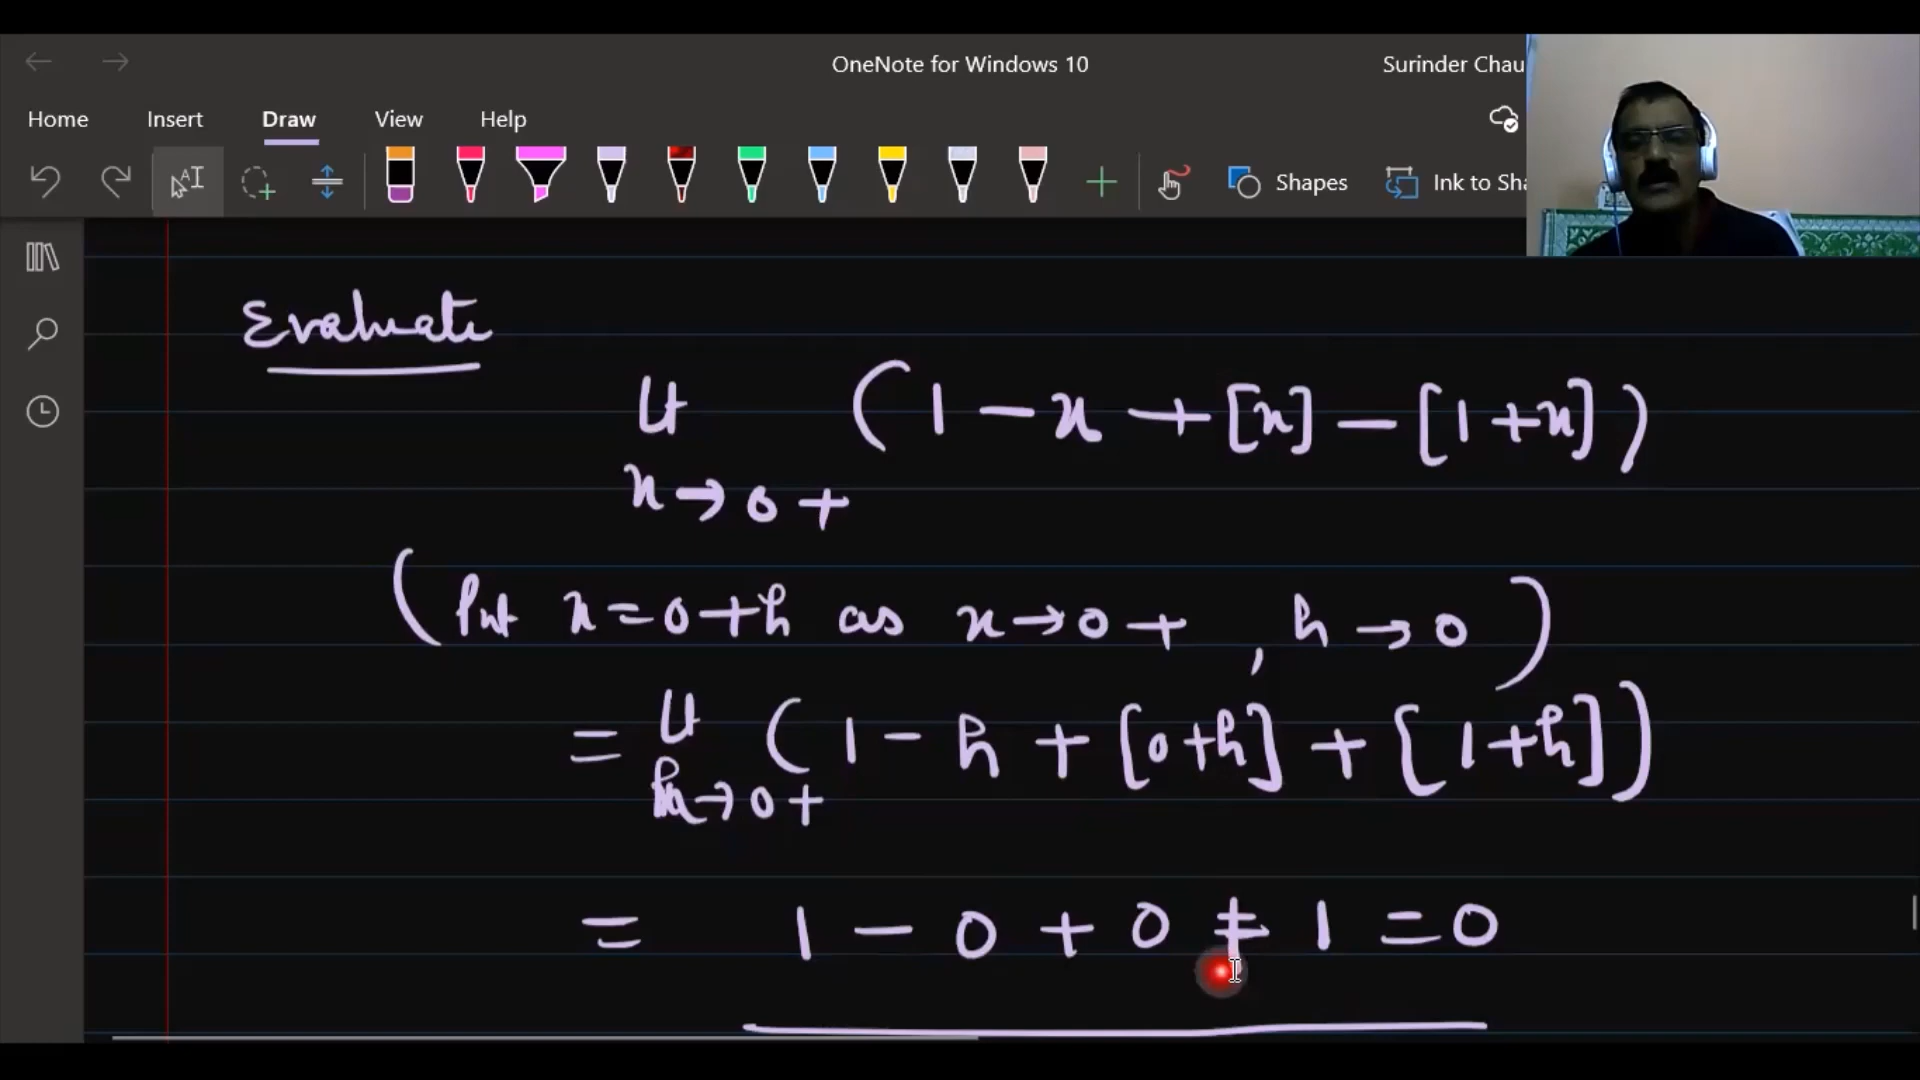 OneNote for Windows 10
Surinder Chau
Home Insert Draw View Help
Shapes Ink to Sha
Evaluate
Lt (1 - x + [x] - [1 + x])
x → 0 +
(Put x = 0 + h as x → 0 + , h → 0)
= Lt (1 - h + [0 + h] + [1 + h])
h → 0 +
= 1 - 0 + 0 1 = 0